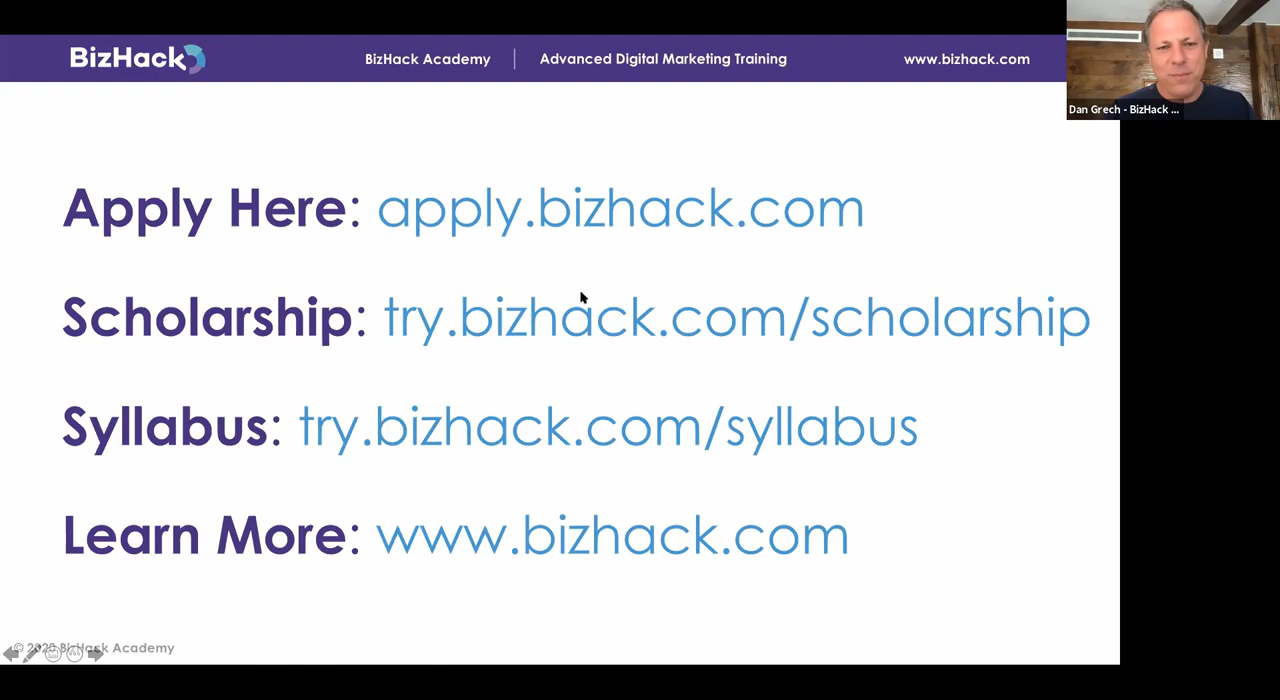 BizHack
BizHack Academy | Advanced Digital Marketing Training
www.bizhack.com
Dan Grech - BizHack ...
Apply Here: apply.bizhack.com
Scholarship: try.bizhack.com/scholarship
Syllabus: try.bizhack.com/syllabus
Learn More: www.bizhack.com
© 2020 BizHack Academy